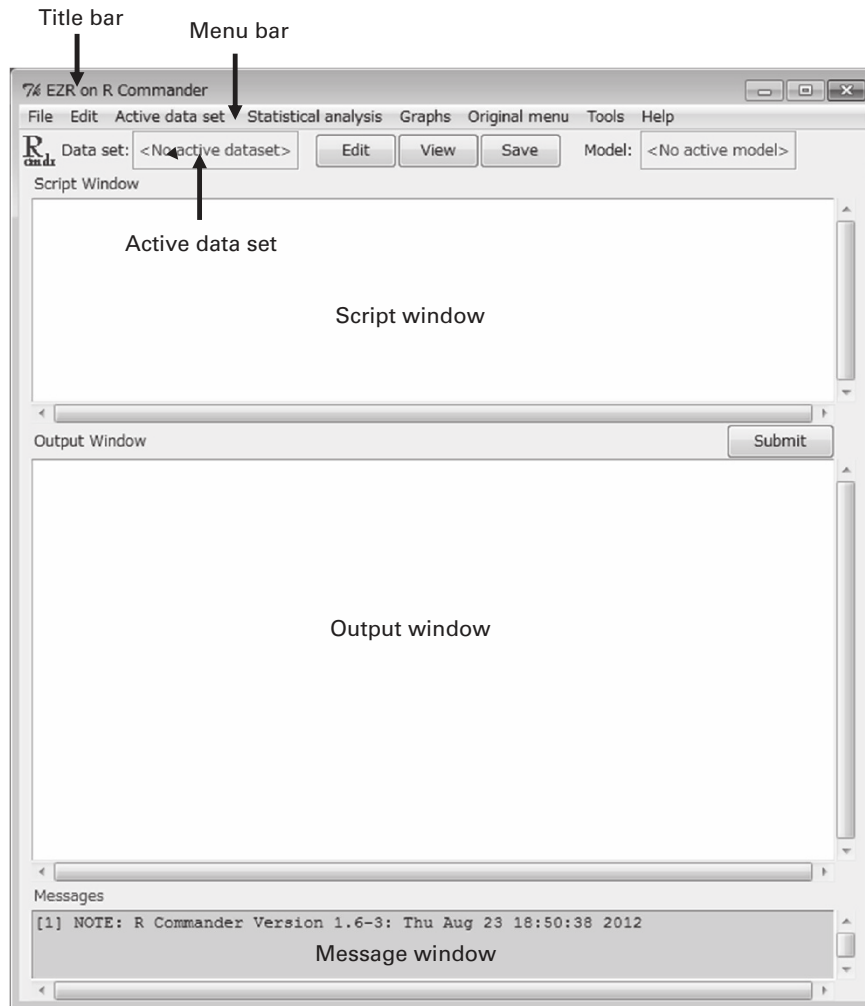 Title bar
Menu bar
7% EZR on R Commander
File Edit Active data set Statistical analysis Graphs Original menu Tools Help
R cmdr Data set: <No active dataset> Edit View Save Model: <No active model>
Script Window
Active data set
Script window
Output Window Submit
Output window
Messages
[1] NOTE: R Commander Version 1.6-3: Thu Aug 23 18:50:38 2012
Message window